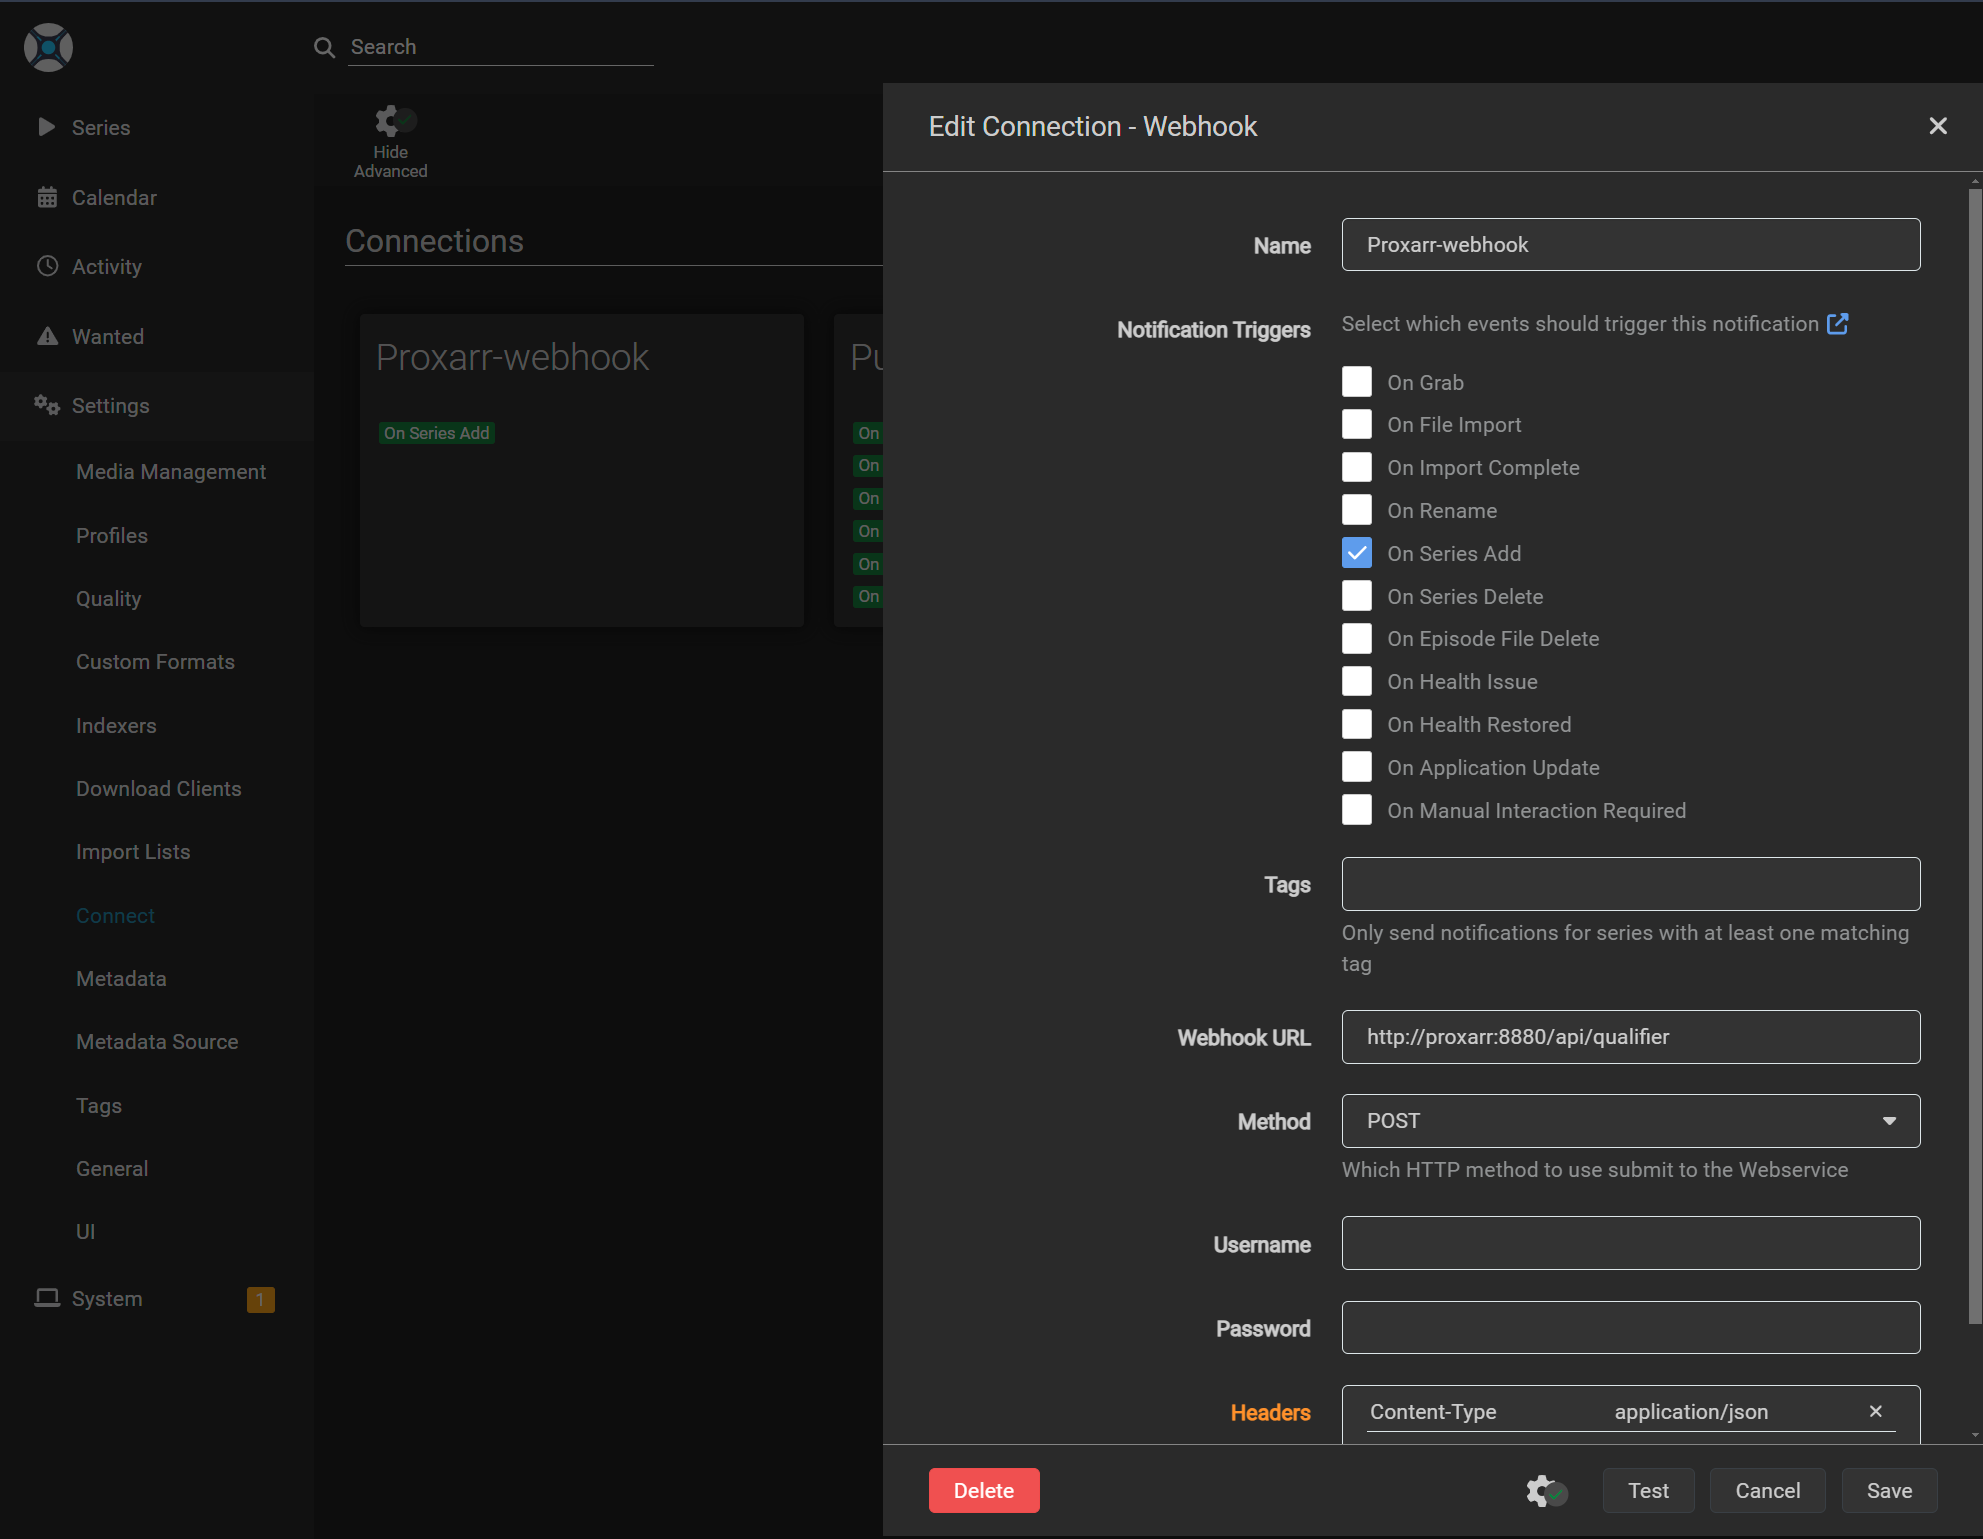 Search
Series
Calendar
Activity
Wanted
Settings
Media Management
Profiles
Quality
Custom Formats
Indexers
Download Clients
Import Lists
Connect
Metadata
Metadata Source
Tags
General
UI
System
1
Hide
Advanced
Connections
Proxarr-webhook
On Series Add
On
On
On
On
On
On
Edit Connection - Webhook
Name
Proxarr-webhook
Notification Triggers
Select which events should trigger this notification
On Grab
On File Import
On Import Complete
On Rename
On Series Add
On Series Delete
On Episode File Delete
On Health Issue
On Health Restored
On Application Update
On Manual Interaction Required
Tags
Only send notifications for series with at least one matching
tag
Webhook URL
http://proxarr:8880/api/qualifier
Method
POST
Which HTTP method to use submit to the Webservice
Username
Password
Headers
Content-Type application/json
Delete
Test
Cancel
Save